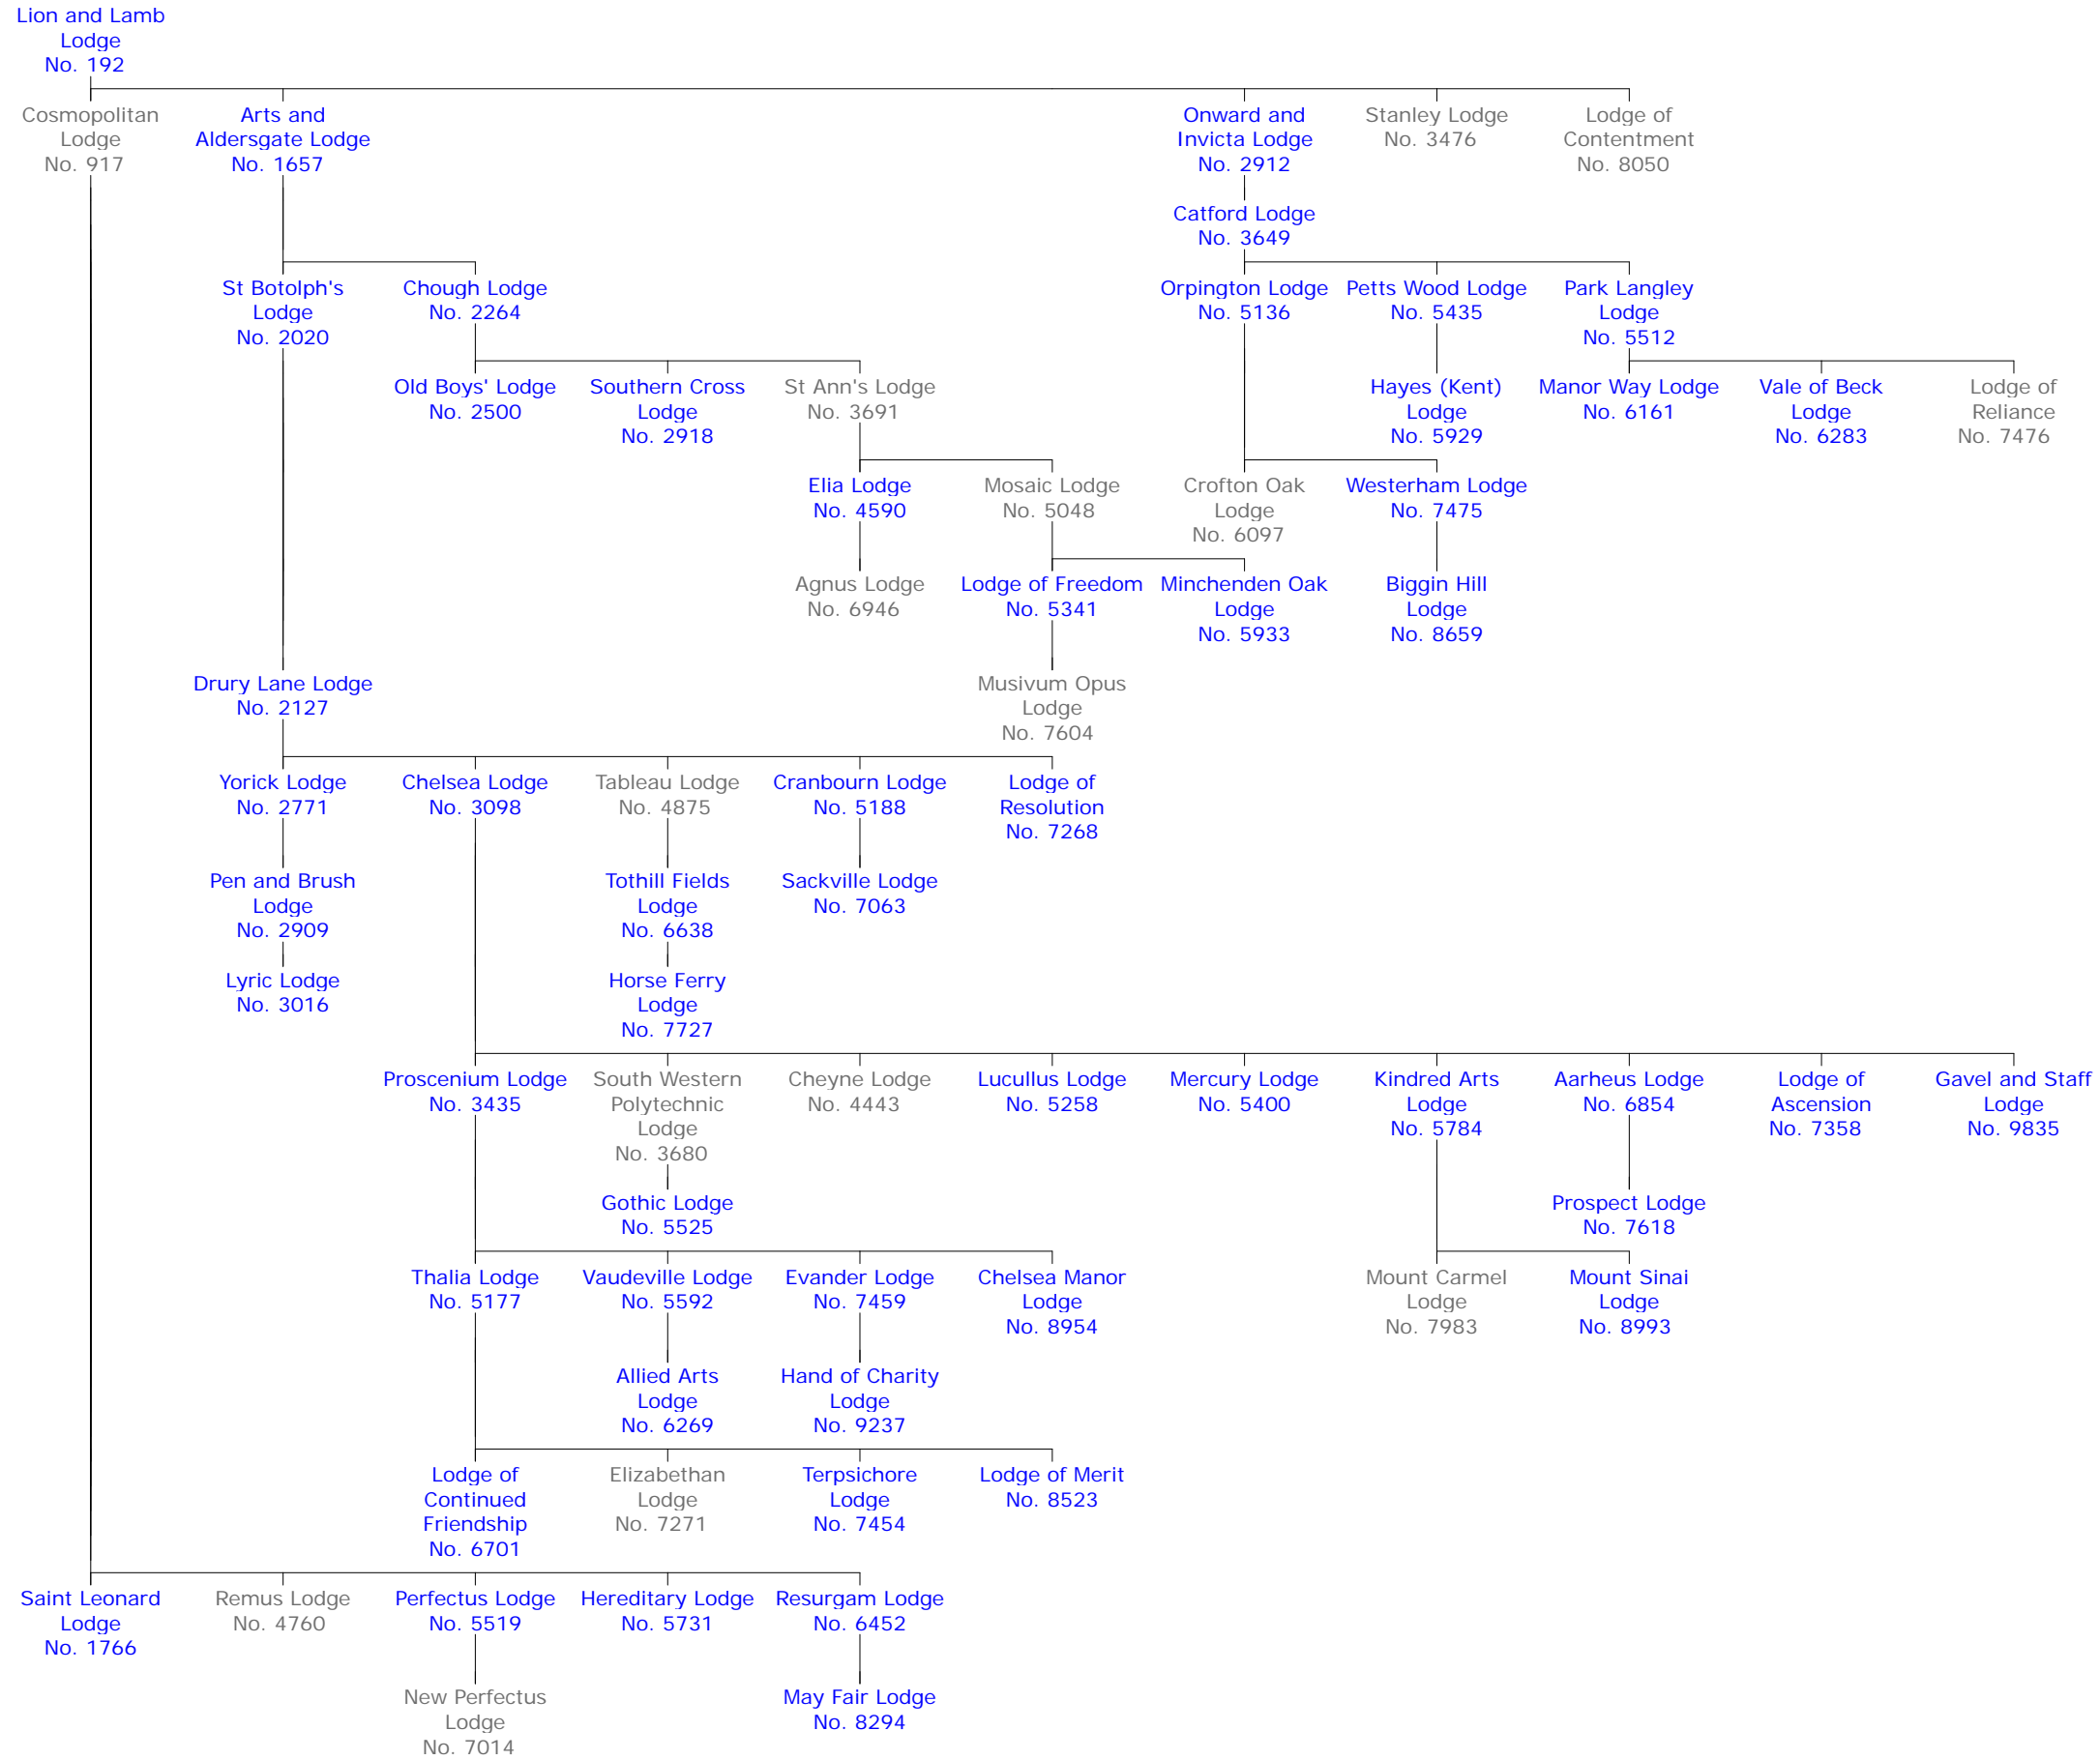 Lion and Lamb
Lodge
No. 192
Cosmopolitan
Lodge
No. 917
Arts and
Aldersgate Lodge
No. 1657
Onward and
Invicta Lodge
No. 2912
Stanley Lodge
No. 3476
Lodge of
Contentment
No. 8050
Catford Lodge
No. 3649
St Botolph's
Lodge
No. 2020
Chough Lodge
No. 2264
Orpington Lodge
No. 5136
Petts Wood Lodge
No. 5435
Park Langley
Lodge
No. 5512
Old Boys' Lodge
No. 2500
Southern Cross
Lodge
No. 2918
St Ann's Lodge
No. 3691
Hayes (Kent)
Lodge
No. 5929
Manor Way Lodge
No. 6161
Vale of Beck
Lodge
No. 6283
Lodge of
Reliance
No. 7476
Elia Lodge
No. 4590
Mosaic Lodge
No. 5048
Crofton Oak
Lodge
No. 6097
Westerham Lodge
No. 7475
Agnus Lodge
No. 6946
Lodge of Freedom
No. 5341
Minchenden Oak
Lodge
No. 5933
Biggin Hill
Lodge
No. 8659
Drury Lane Lodge
No. 2127
Musivum Opus
Lodge
No. 7604
Yorick Lodge
No. 2771
Chelsea Lodge
No. 3098
Tableau Lodge
No. 4875
Cranbourn Lodge
No. 5188
Lodge of
Resolution
No. 7268
Pen and Brush
Lodge
No. 2909
Tothill Fields
Lodge
No. 6638
Sackville Lodge
No. 7063
Lyric Lodge
No. 3016
Horse Ferry
Lodge
No. 7727
Proscenium Lodge
No. 3435
South Western
Polytechnic
Lodge
No. 3680
Cheyne Lodge
No. 4443
Lucullus Lodge
No. 5258
Mercury Lodge
No. 5400
Kindred Arts
Lodge
No. 5784
Aarheus Lodge
No. 6854
Lodge of
Ascension
No. 7358
Gavel and Staff
Lodge
No. 9835
Gothic Lodge
No. 5525
Prospect Lodge
No. 7618
Thalia Lodge
No. 5177
Vaudeville Lodge
No. 5592
Evander Lodge
No. 7459
Chelsea Manor
Lodge
No. 8954
Mount Carmel
Lodge
No. 7983
Mount Sinai
Lodge
No. 8993
Allied Arts
Lodge
No. 6269
Hand of Charity
Lodge
No. 9237
Lodge of
Continued
Friendship
No. 6701
Elizabethan
Lodge
No. 7271
Terpsichore
Lodge
No. 7454
Lodge of Merit
No. 8523
Saint Leonard
Lodge
No. 1766
Remus Lodge
No. 4760
Perfectus Lodge
No. 5519
Hereditary Lodge
No. 5731
Resurgam Lodge
No. 6452
New Perfectus
Lodge
No. 7014
May Fair Lodge
No. 8294